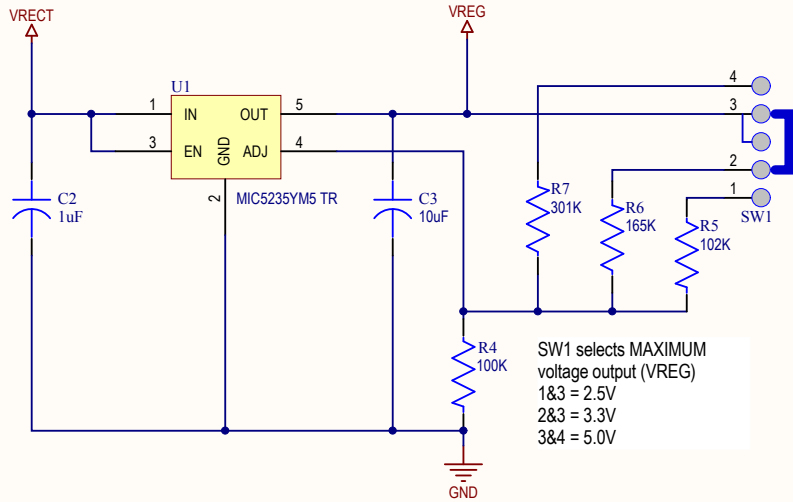 VRECT
VREG
U1
1
IN
OUT
5
3
EN
GND
ADJ
4
2
MIC5235YM5 TR
C2
1uF
C3
10uF
4
3
2
1
SW1
R7
301K
R6
165K
R5
102K
R4
100K
SW1 selects MAXIMUM
voltage output (VREG)
1&3 = 2.5V
2&3 = 3.3V
3&4 = 5.0V
GND